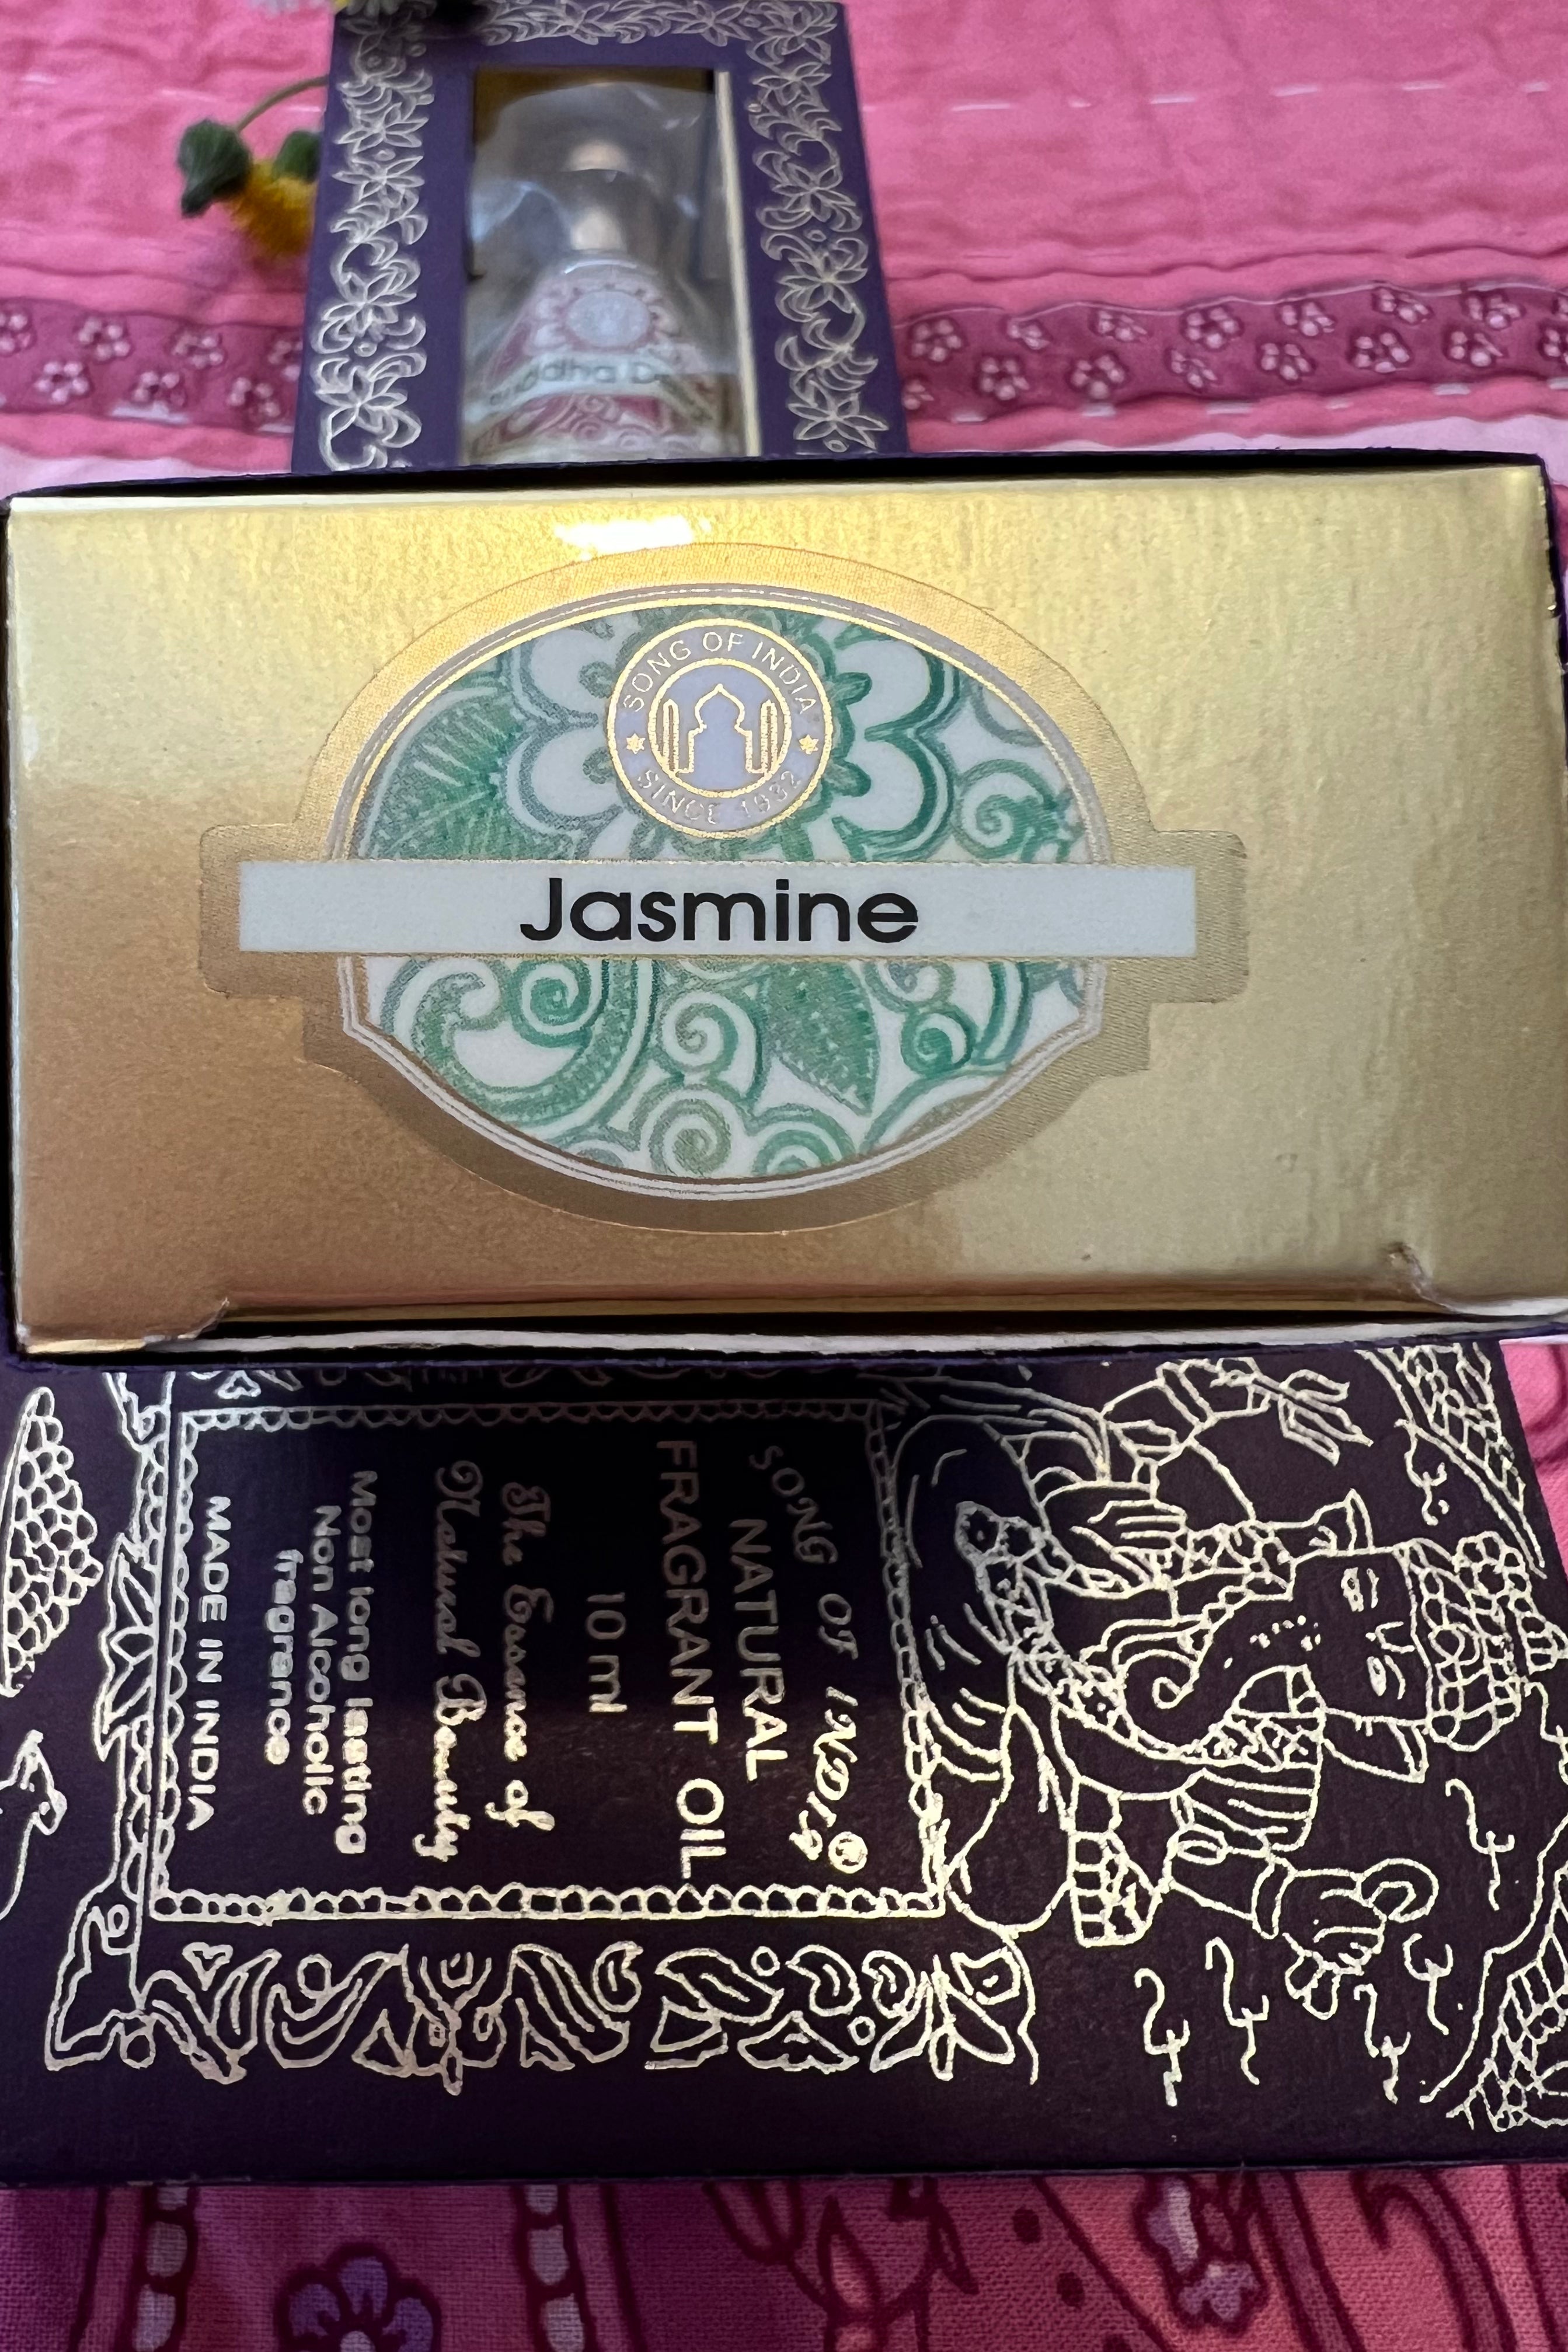 SONG OF INDIA
SINCE 1932
Jasmine
SONG OF INDIA®
NATURAL
FRAGRANT OIL
10 ml
The Essence of
Natural Beauty
Most long lasting
Non Alcoholic
fragrance
MADE IN INDIA